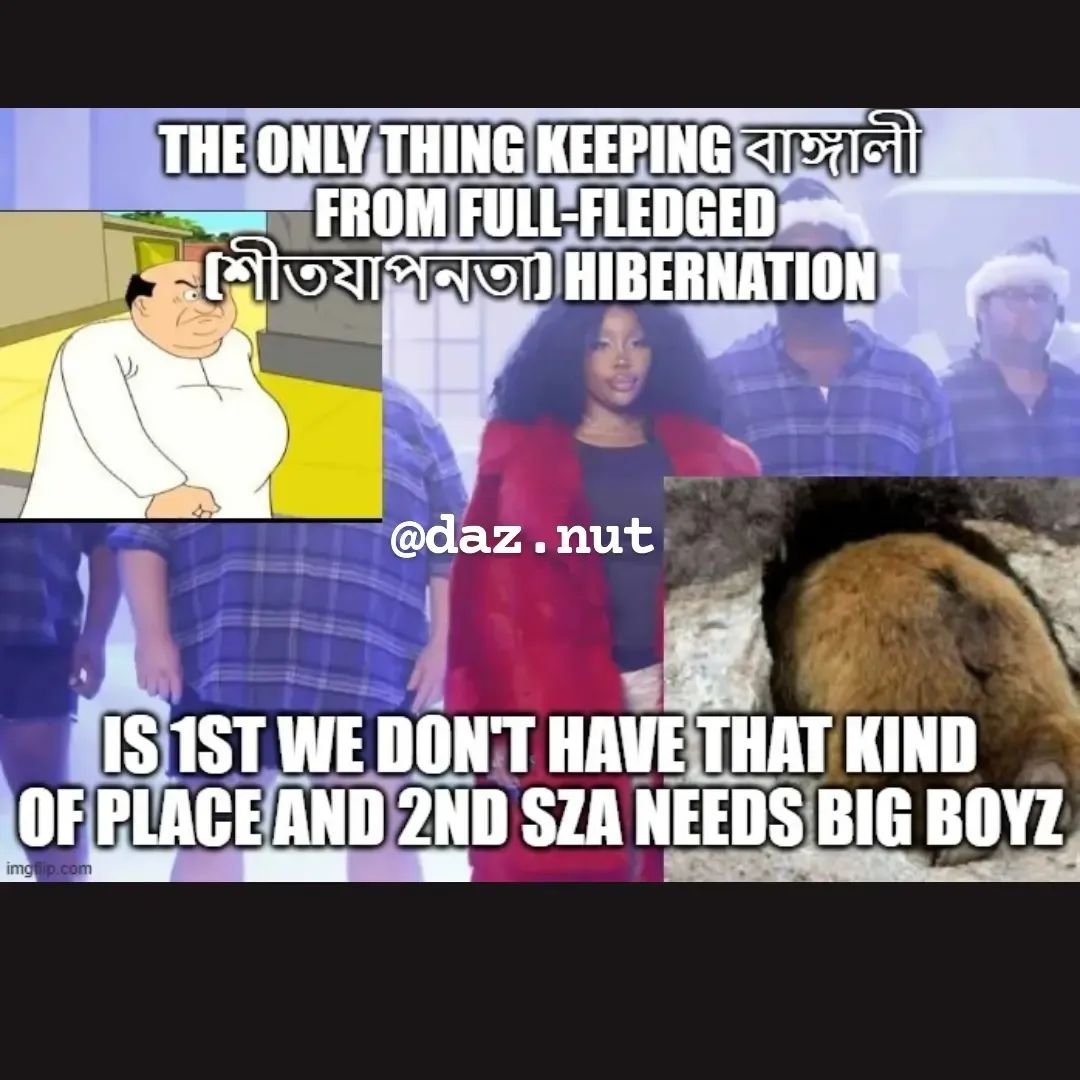 THE ONLY THING KEEPING বাঙ্গালী
FROM FULL-FLEDGED
(শীতযাপনতা) HIBERNATION
@daz.nut
IS 1ST WE DON'T HAVE THAT KIND
OF PLACE AND 2ND SZA NEEDS BIG BOYZ
imgflip.com